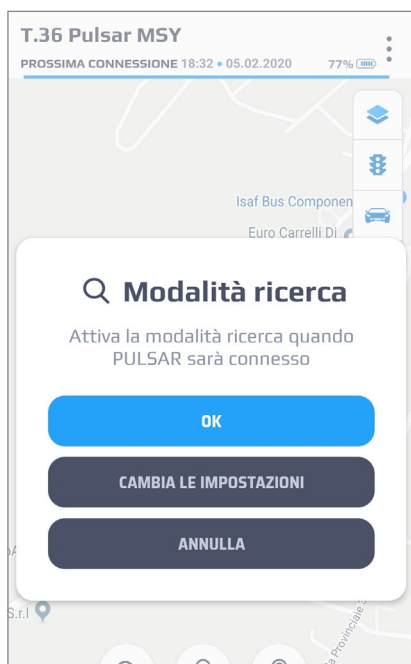 T.36 Pulsar MSY
PROSSIMA CONNESSIONE 18:32 • 05.02.2020 77%
Isaf Bus Componen
Euro Carrelli Di
Modalità ricerca
Attiva la modalità ricerca quando
PULSAR sarà connesso
OK
CAMBIA LE IMPOSTAZIONI
ANNULLA
S.r.l
Provinciale